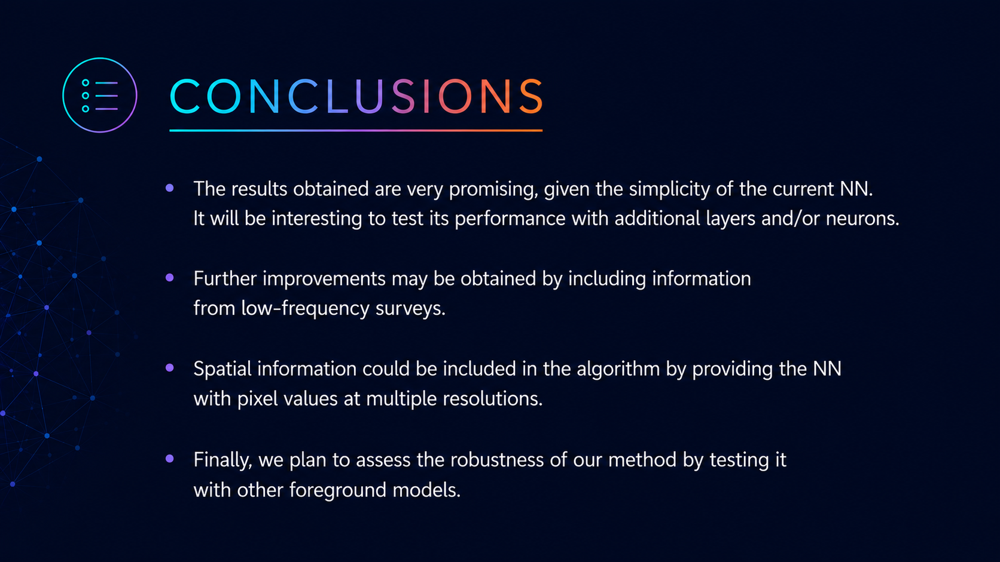 CONCLUSIONS
The results obtained are very promising, given the simplicity of the current NN.
It will be interesting to test its performance with additional layers and/or neurons.
Further improvements may be obtained by including information
from low-frequency surveys.
Spatial information could be included in the algorithm by providing the NN
with pixel values at multiple resolutions.
Finally, we plan to assess the robustness of our method by testing it
with other foreground models.